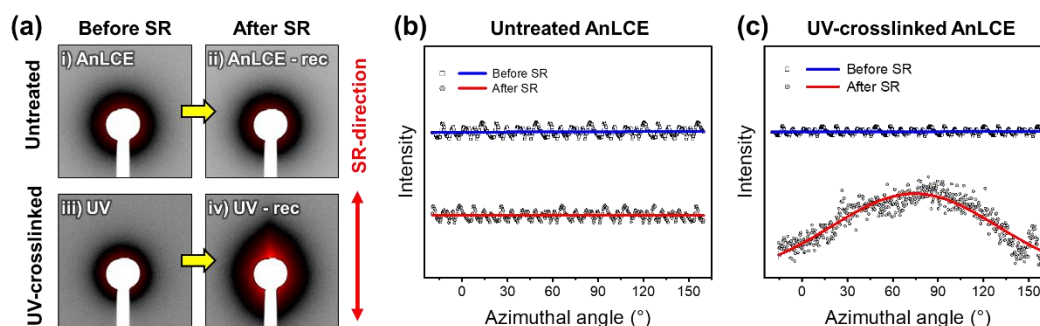 (a) Before SR After SR
Untreated
i) AnLCE
ii) AnLCE - rec
UV-crosslinked
iii) UV
iv) UV - rec
SR-direction
(b) Untreated AnLCE
Before SR
After SR
Intensity
0 30 60 90 120 150
Azimuthal angle (°)
(c) UV-crosslinked AnLCE
Before SR
After SR
Intensity
0 30 60 90 120 150
Azimuthal angle (°)